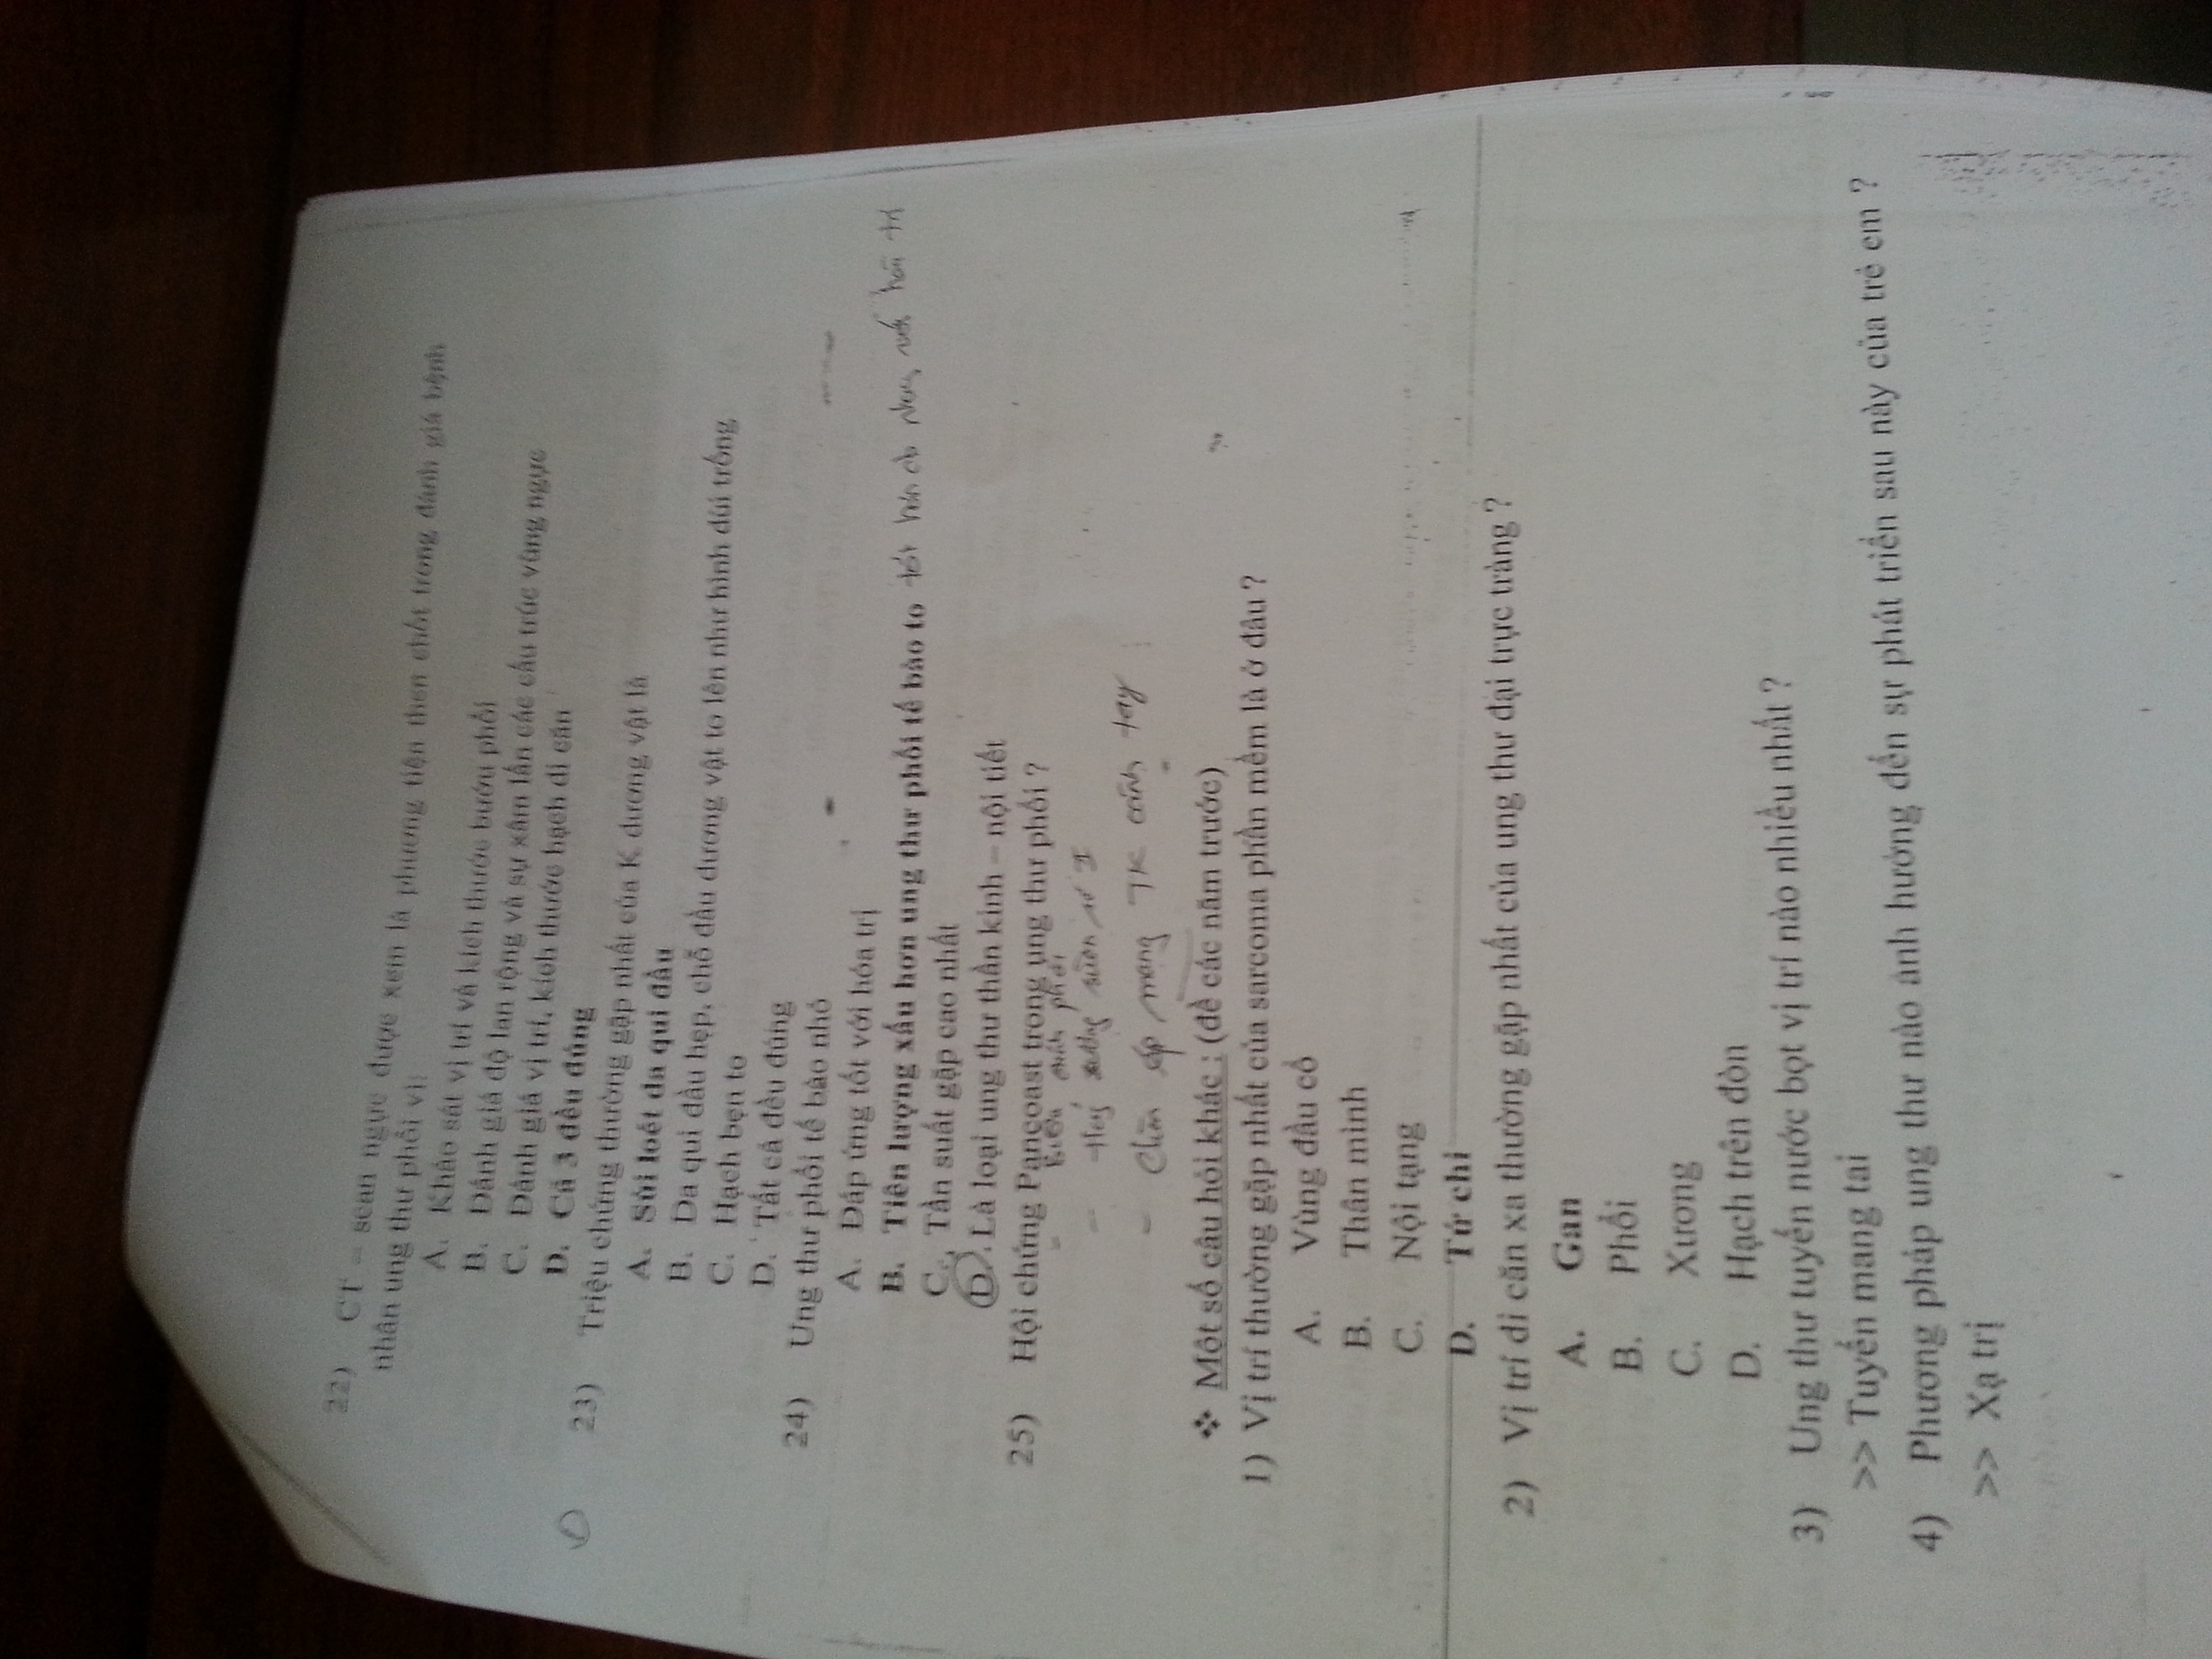 22) CT – scan ngực được xem là phương tiện then chốt trong đánh giá bệnh
nhân ung thư phổi vì:
A. Khảo sát vị trí và kích thước bướu phổi
B. Đánh giá độ lan rộng và sự xâm lấn các cấu trúc vùng ngực
C. Đánh giá vị trí, kích thước hạch di căn
D. Cả 3 đều đúng
D 23) Triệu chứng thường gặp nhất của K dương vật là
A. Sùi loét da qui đầu
B. Da qui đầu hẹp, chỗ đầu dương vật to lên như hình dùi trống
C. Hạch bẹn to
D. Tất cả đều đúng
24) Ung thư phổi tế bào nhỏ
A. Đáp ứng tốt với hóa trị
B. Tiên lượng xấu hơn ung thư phổi tế bào to
C. Tần suất gặp cao nhất
D. Là loại ung thư thần kinh – nội tiết
25) Hội chứng Pancoast trong ung thư phổi ?
- Bướu đỉnh phổi
- Hủy xương sườn số I
- Chèn ép mạng TK cánh tay
❖ Một số câu hỏi khác : (đề các năm trước)
1) Vị trí thường gặp nhất của sarcoma phần mềm là ở đâu ?
A. Vùng đầu cổ
B. Thân mình
C. Nội tạng
D. Tứ chi
2) Vị trí di căn xa thường gặp nhất của ung thư đại trực tràng ?
A. Gan
B. Phổi
C. Xương
D. Hạch trên đòn
3) Ung thư tuyến nước bọt vị trí nào nhiều nhất ?
>> Tuyến mang tai
4) Phương pháp ung thư nào ảnh hưởng đến sự phát triển sau này của trẻ em ?
>> Xạ trị